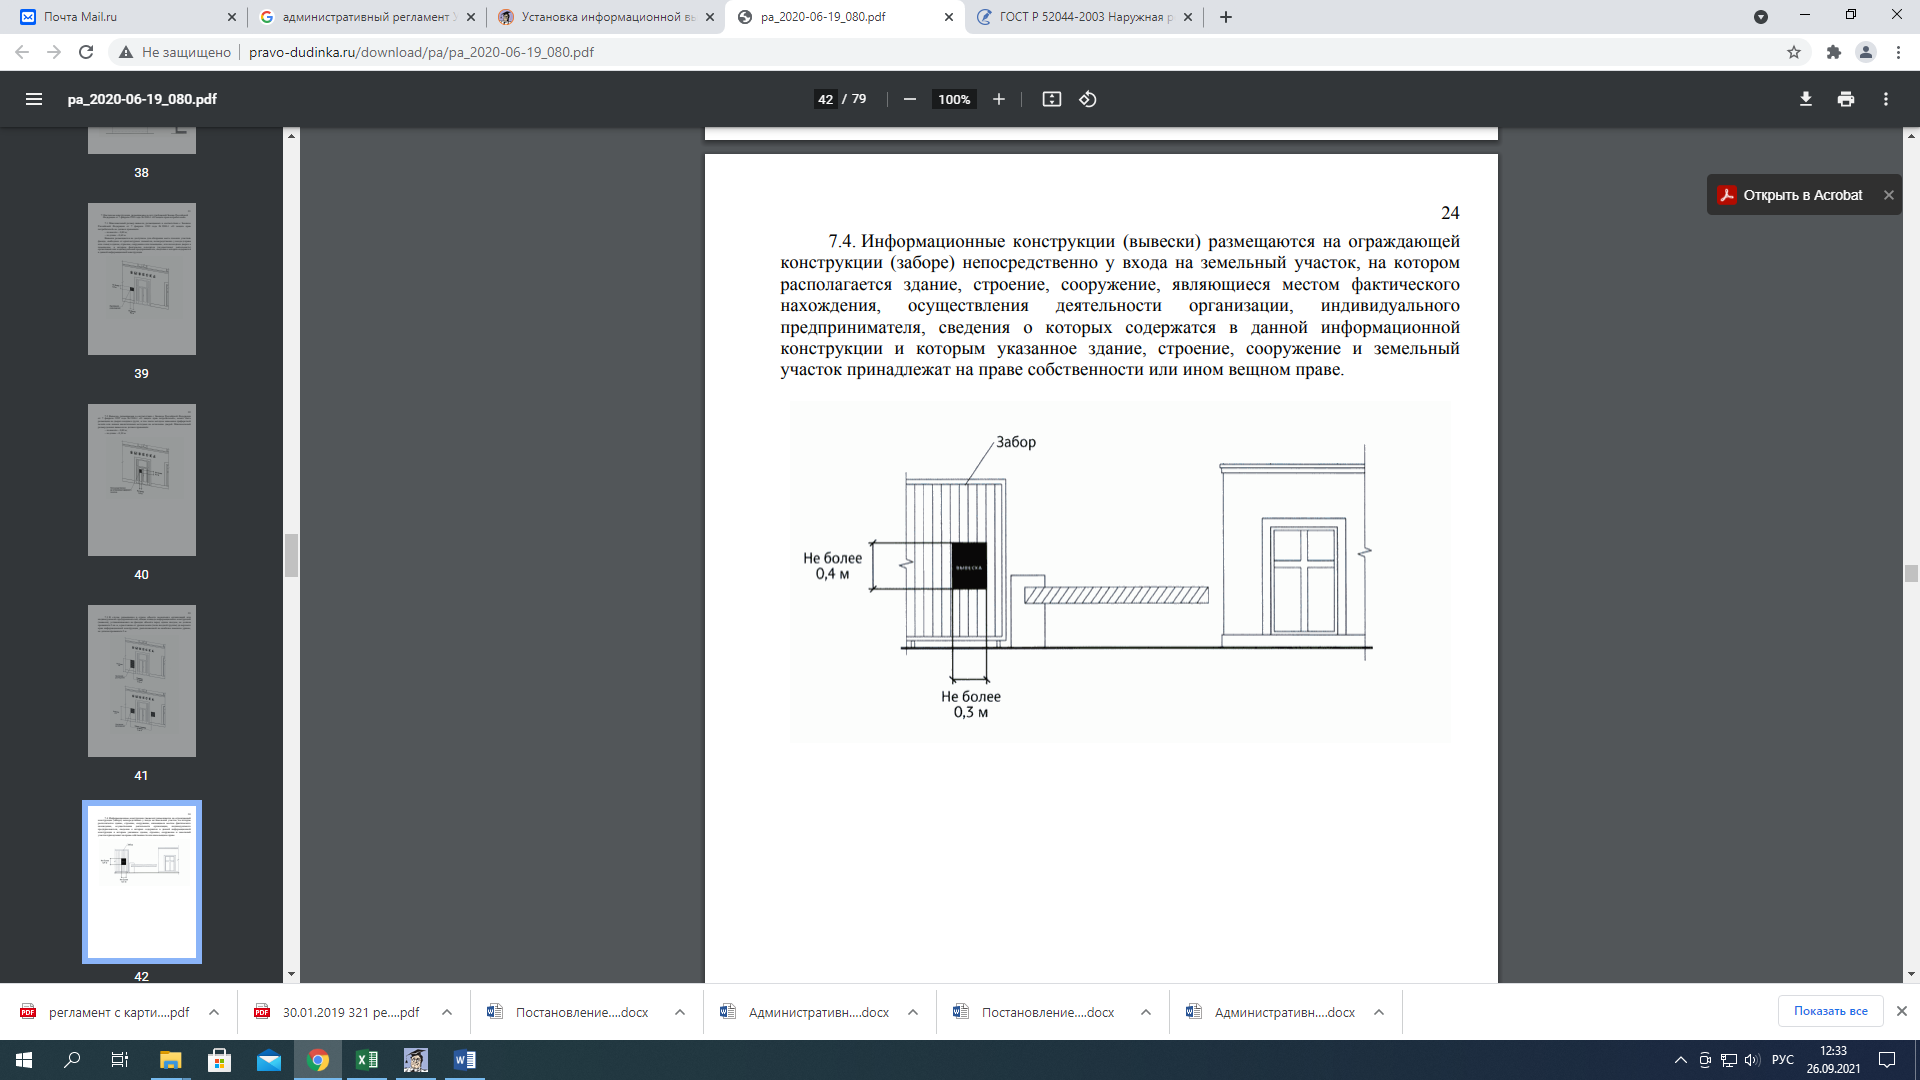 Почта Mail.ru
административный регламент
Установка информационной вы
pa_2020-06-19_080.pdf
ГОСТ Р 52044-2003 Наружная р
Не защищено
pravo-dudinka.ru/download/pa/pa_2020-06-19_080.pdf
pa_2020-06-19_080.pdf
42 / 79
100%
Открыть в Acrobat
38
39
40
41
42
24
7.4. Информационные конструкции (вывески) размещаются на ограждающей
конструкции (заборе) непосредственно у входа на земельный участок, на котором
располагается здание, строение, сооружение, являющиеся местом фактического
нахождения, осуществления деятельности организации, индивидуального
предпринимателя, сведения о которых содержатся в данной информационной
конструкции и которым указанное здание, строение, сооружение и земельный
участок принадлежат на праве собственности или ином вещном праве.
Забор
Не более
0,4 м
ВЫВЕСКА
Не более
0,3 м
регламент с карти....pdf
30.01.2019 321 ре....pdf
Постановление....docx
Административн....docx
Постановление....docx
Административн....docx
Показать все
РУС
12:33
26.09.2021